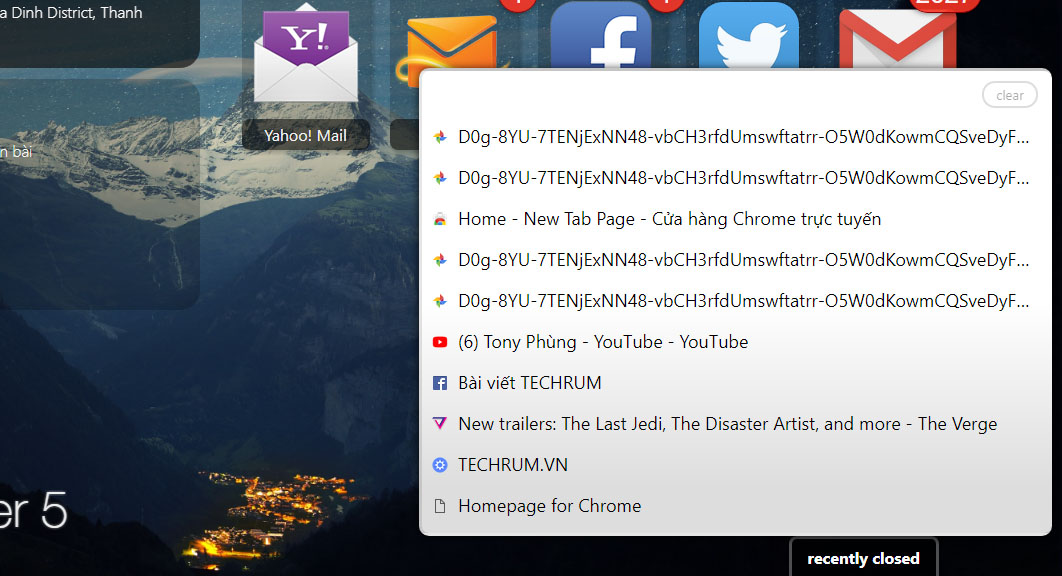 a Dinh District, Thanh
Y!
Yahoo! Mail
n bài
clear
D0g-8YU-7TENjExNN48-vbCH3rfdUmswftatrr-O5W0dKowmCQSveDyF...
D0g-8YU-7TENjExNN48-vbCH3rfdUmswftatrr-O5W0dKowmCQSveDyF...
Home - New Tab Page - Cửa hàng Chrome trực tuyến
D0g-8YU-7TENjExNN48-vbCH3rfdUmswftatrr-O5W0dKowmCQSveDyF...
D0g-8YU-7TENjExNN48-vbCH3rfdUmswftatrr-O5W0dKowmCQSveDyF...
(6) Tony Phùng - YouTube - YouTube
Bài viết TECHRUM
New trailers: The Last Jedi, The Disaster Artist, and more - The Verge
TECHRUM.VN
Homepage for Chrome
er 5
recently closed